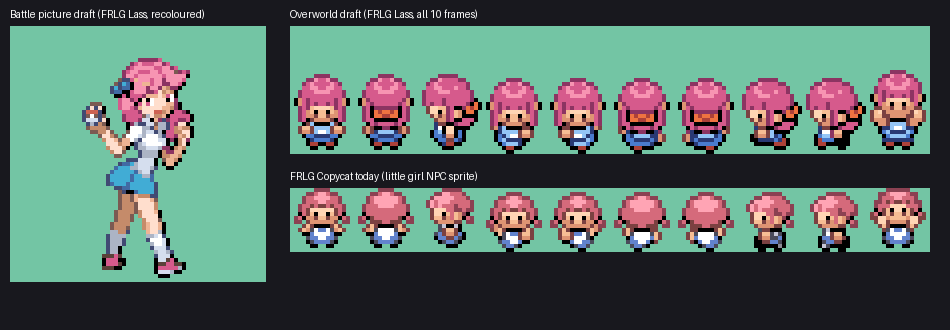 Battle picture draft (FRLG Lass, recoloured)
Overworld draft (FRLG Lass, all 10 frames)
FRLG Copycat today (little girl NPC sprite)